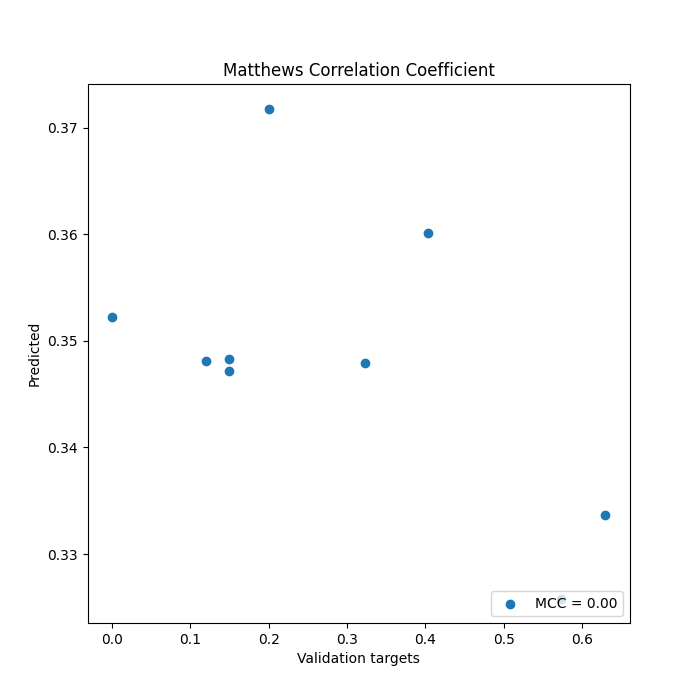 Matthews Correlation Coefficient
0.37
0.36
0.35
0.34
0.33
Predicted
MCC = 0.00
0.0 0.1 0.2 0.3 0.4 0.5 0.6
Validation targets